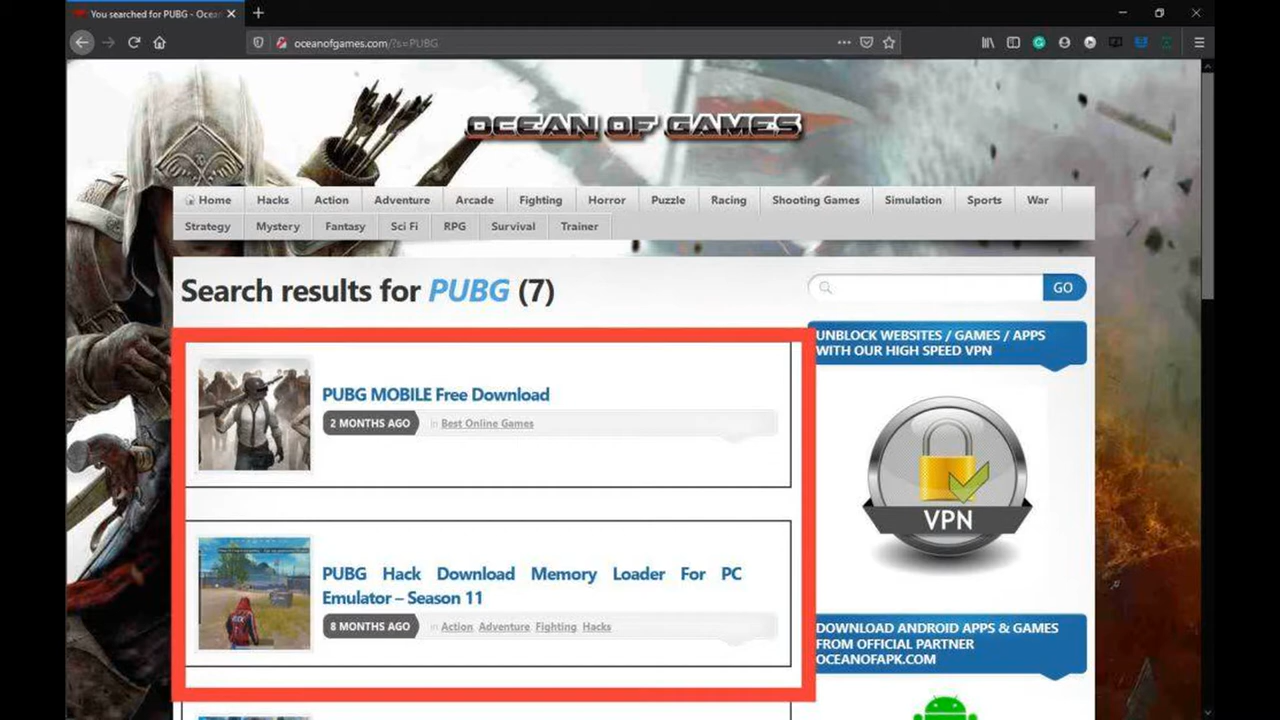 You searched for PUBG - Ocean
oceanofgames.com/?s=PUBG
OCEAN OF GAMES
Home Hacks Action Adventure Arcade Fighting Horror Puzzle Racing Shooting Games Simulation Sports War
Strategy Mystery Fantasy Sci Fi RPG Survival Trainer
Search results for PUBG (7)
GO
UNBLOCK WEBSITES / GAMES / APPS
WITH OUR HIGH SPEED VPN
PUBG MOBILE Free Download
2 MONTHS AGO in Best Online Games
VPN
PUBG Hack Download Memory Loader For PC
Emulator – Season 11
8 MONTHS AGO in Action Adventure Fighting Hacks
DOWNLOAD ANDROID APPS & GAMES
FROM OFFICIAL PARTNER
OCEANOFAPK.COM